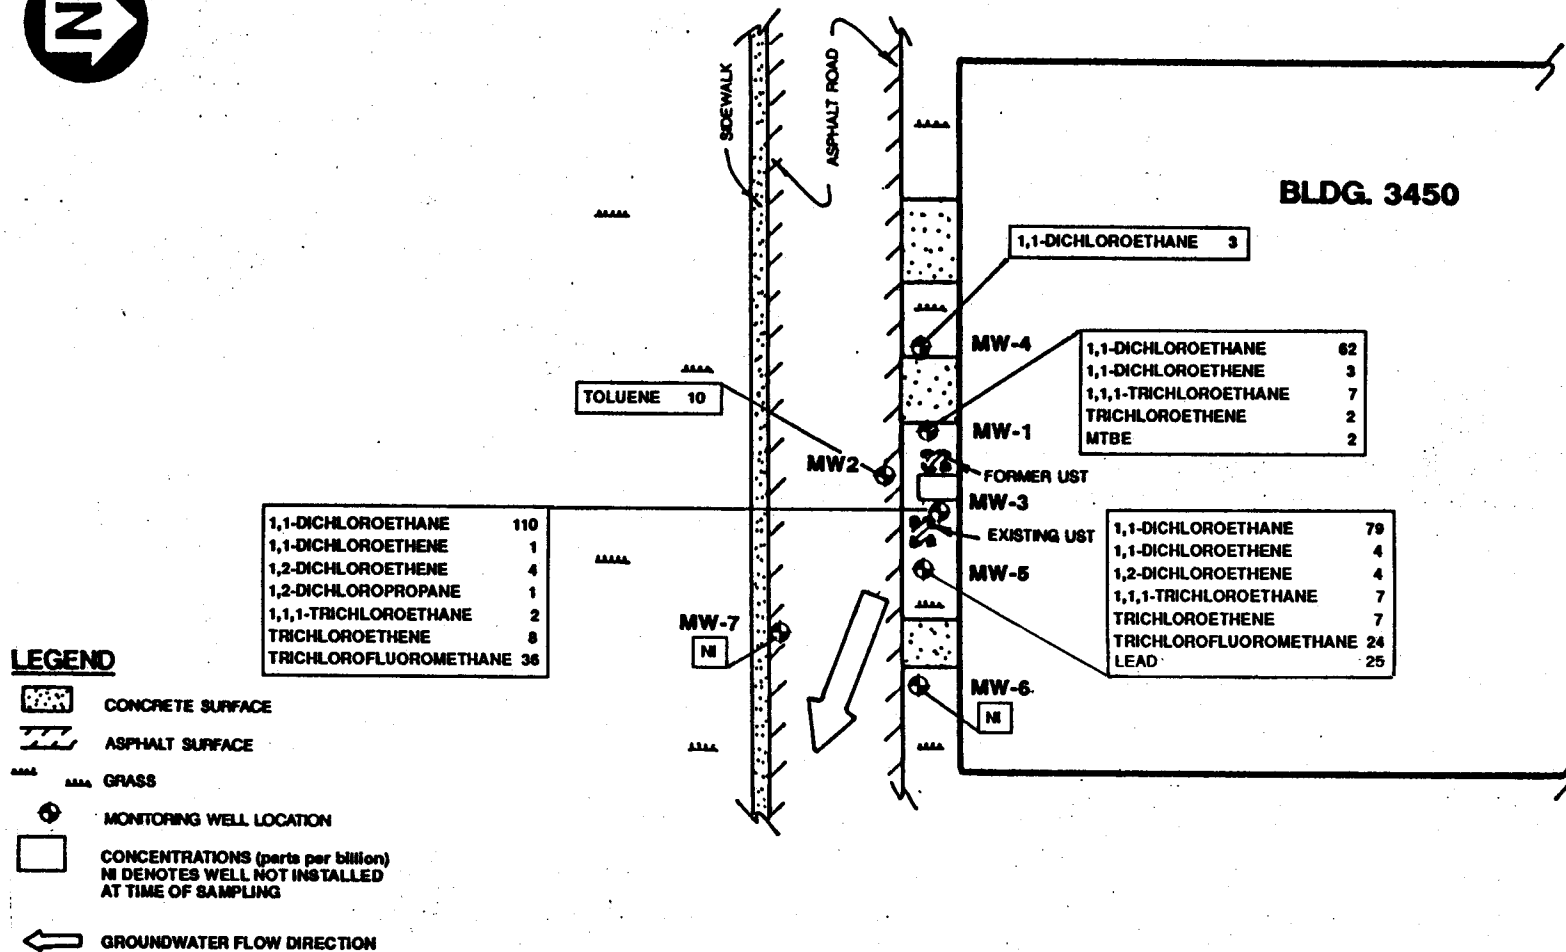 N
SIDEWALK
ASPHALT ROAD
BLDG. 3450
1,1-DICHLOROETHANE 3
MW-4
1,1-DICHLOROETHANE 62
1,1-DICHLOROETHENE 3
1,1,1-TRICHLOROETHANE 7
TRICHLOROETHENE 2
MTBE 2
TOLUENE 10
MW-1
MW2
FORMER UST
MW-3
EXISTING UST
1,1-DICHLOROETHANE 110
1,1-DICHLOROETHENE 1
1,2-DICHLOROETHENE 4
1,2-DICHLOROPROPANE 1
1,1,1-TRICHLOROETHANE 2
TRICHLOROETHENE 8
TRICHLOROFLUOROMETHANE 36
1,1-DICHLOROETHANE 79
1,1-DICHLOROETHENE 4
1,2-DICHLOROETHENE 4
1,1,1-TRICHLOROETHANE 7
TRICHLOROETHENE 7
TRICHLOROFLUOROMETHANE 24
LEAD 25
MW-5
MW-7
NI
MW-6
NI
LEGEND
CONCRETE SURFACE
ASPHALT SURFACE
GRASS
MONITORING WELL LOCATION
CONCENTRATIONS (parts per billion)
NI DENOTES WELL NOT INSTALLED
AT TIME OF SAMPLING
GROUNDWATER FLOW DIRECTION